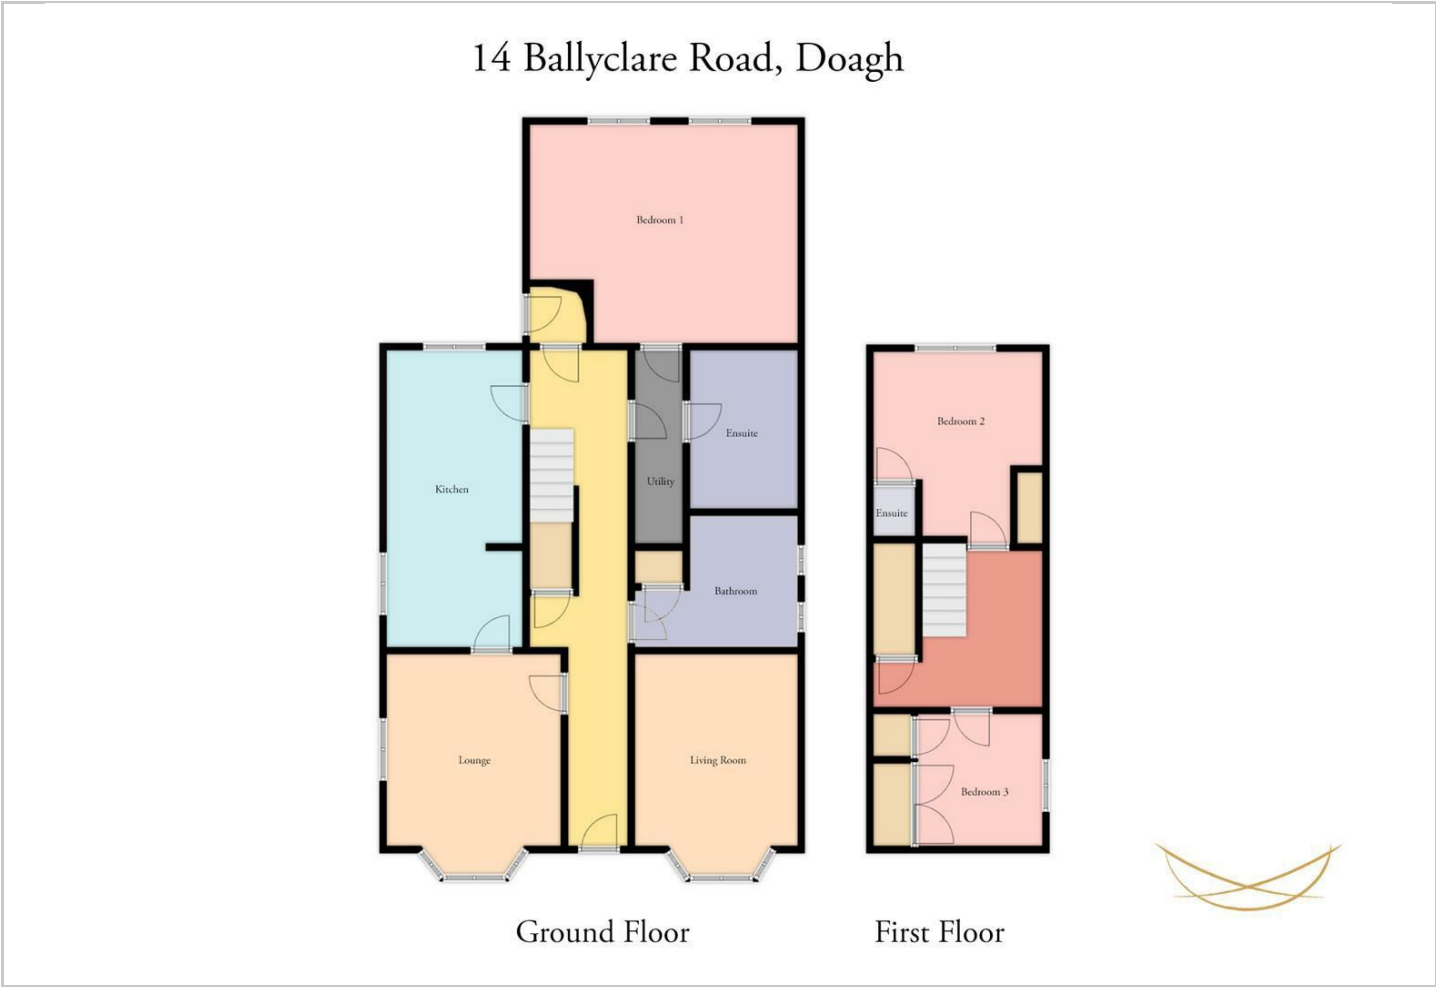 14 Ballyclare Road, Doagh
Bedroom 1
Bedroom 2
Ensuite
Utility
Kitchen
Ensuite
Bathroom
Lounge
Living Room
Bedroom 3
Ground Floor
First Floor